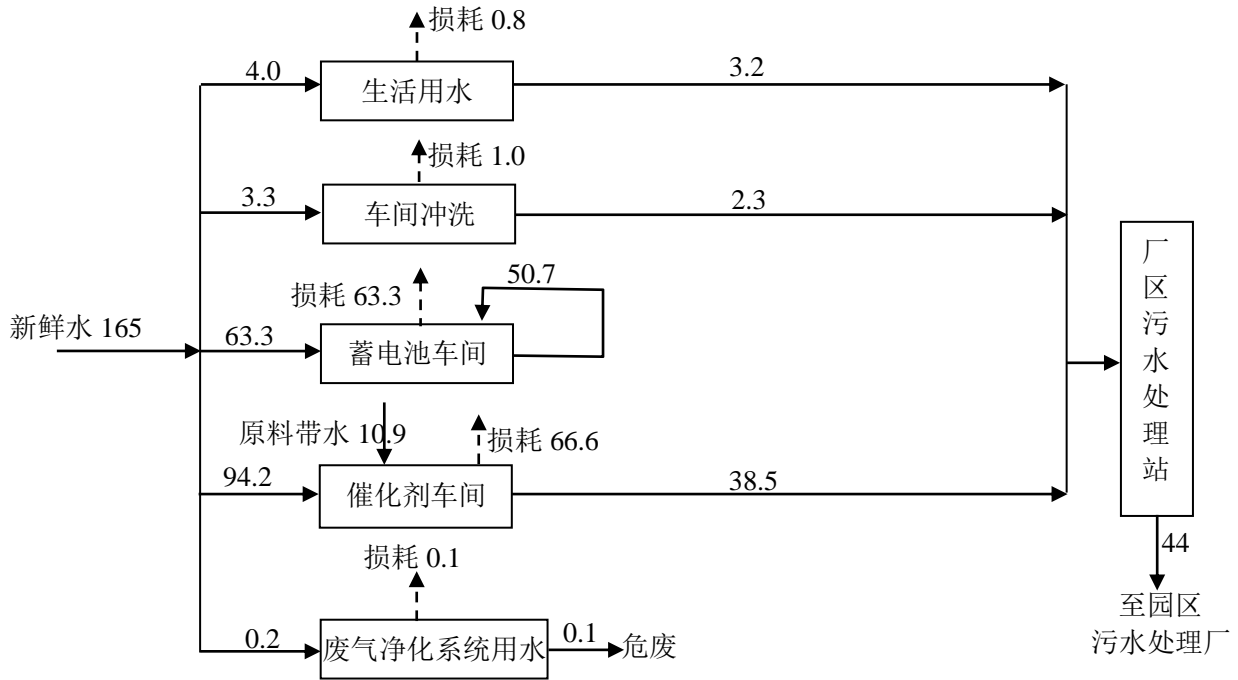 损耗 0.8
4.0
生活用水
3.2
损耗 1.0
3.3
车间冲洗
2.3
损耗 63.3
50.7
新鲜水 165
63.3
蓄电池车间
原料带水 10.9
损耗 66.6
94.2
催化剂车间
38.5
损耗 0.1
0.2
废气净化系统用水
0.1
危废
厂
区
污
水
处
理
站
44
至园区
污水处理厂